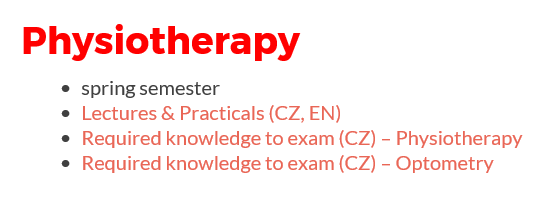 Physiotherapy
• spring semester
• Lectures & Practicals (CZ, EN)
• Required knowledge to exam (CZ) – Physiotherapy
• Required knowledge to exam (CZ) – Optometry